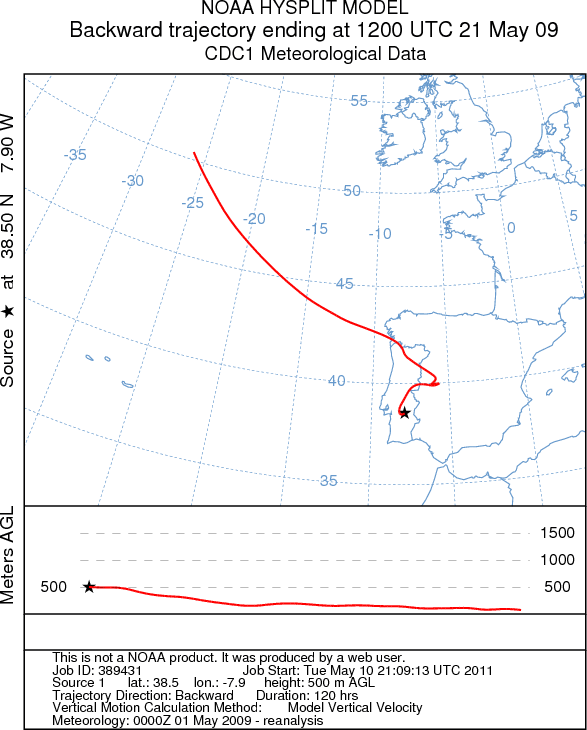 NOAA HYSPLIT MODEL
Backward trajectory ending at 1200 UTC 21 May 09
CDC1 Meteorological Data
Source ★ at 38.50 N 7.90 W
55
-35
-30
50
-25
-20
-15
-10
-5
0
5
45
40
35
Meters AGL
1500
1000
500
500
This is not a NOAA product. It was produced by a web user.
Job ID: 389431 Job Start: Tue May 10 21:09:13 UTC 2011
Source 1 lat.: 38.5 lon.: -7.9 height: 500 m AGL
Trajectory Direction: Backward Duration: 120 hrs
Vertical Motion Calculation Method: Model Vertical Velocity
Meteorology: 0000Z 01 May 2009 - reanalysis